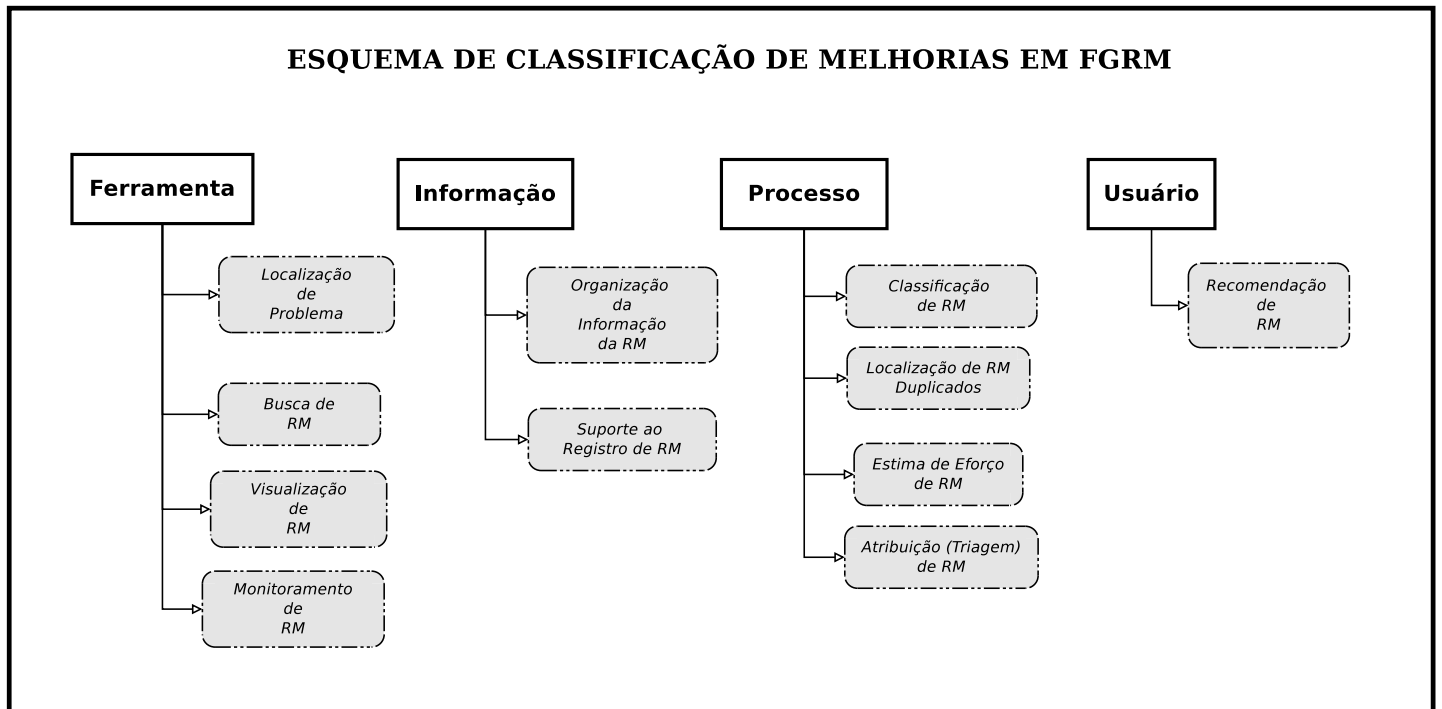 ESQUEMA DE CLASSIFICAÇÃO DE MELHORIAS EM FGRM
Ferramenta
Localização
de
Problema
Busca de
RM
Visualização
de
RM
Monitoramento
de
RM
Informação
Organização
da
Informação
da RM
Suporte ao
Registro de RM
Processo
Classificação
de RM
Localização de RM
Duplicados
Estima de Eforço
de RM
Atribuição (Triagem)
de RM
Usuário
Recomendação
de
RM